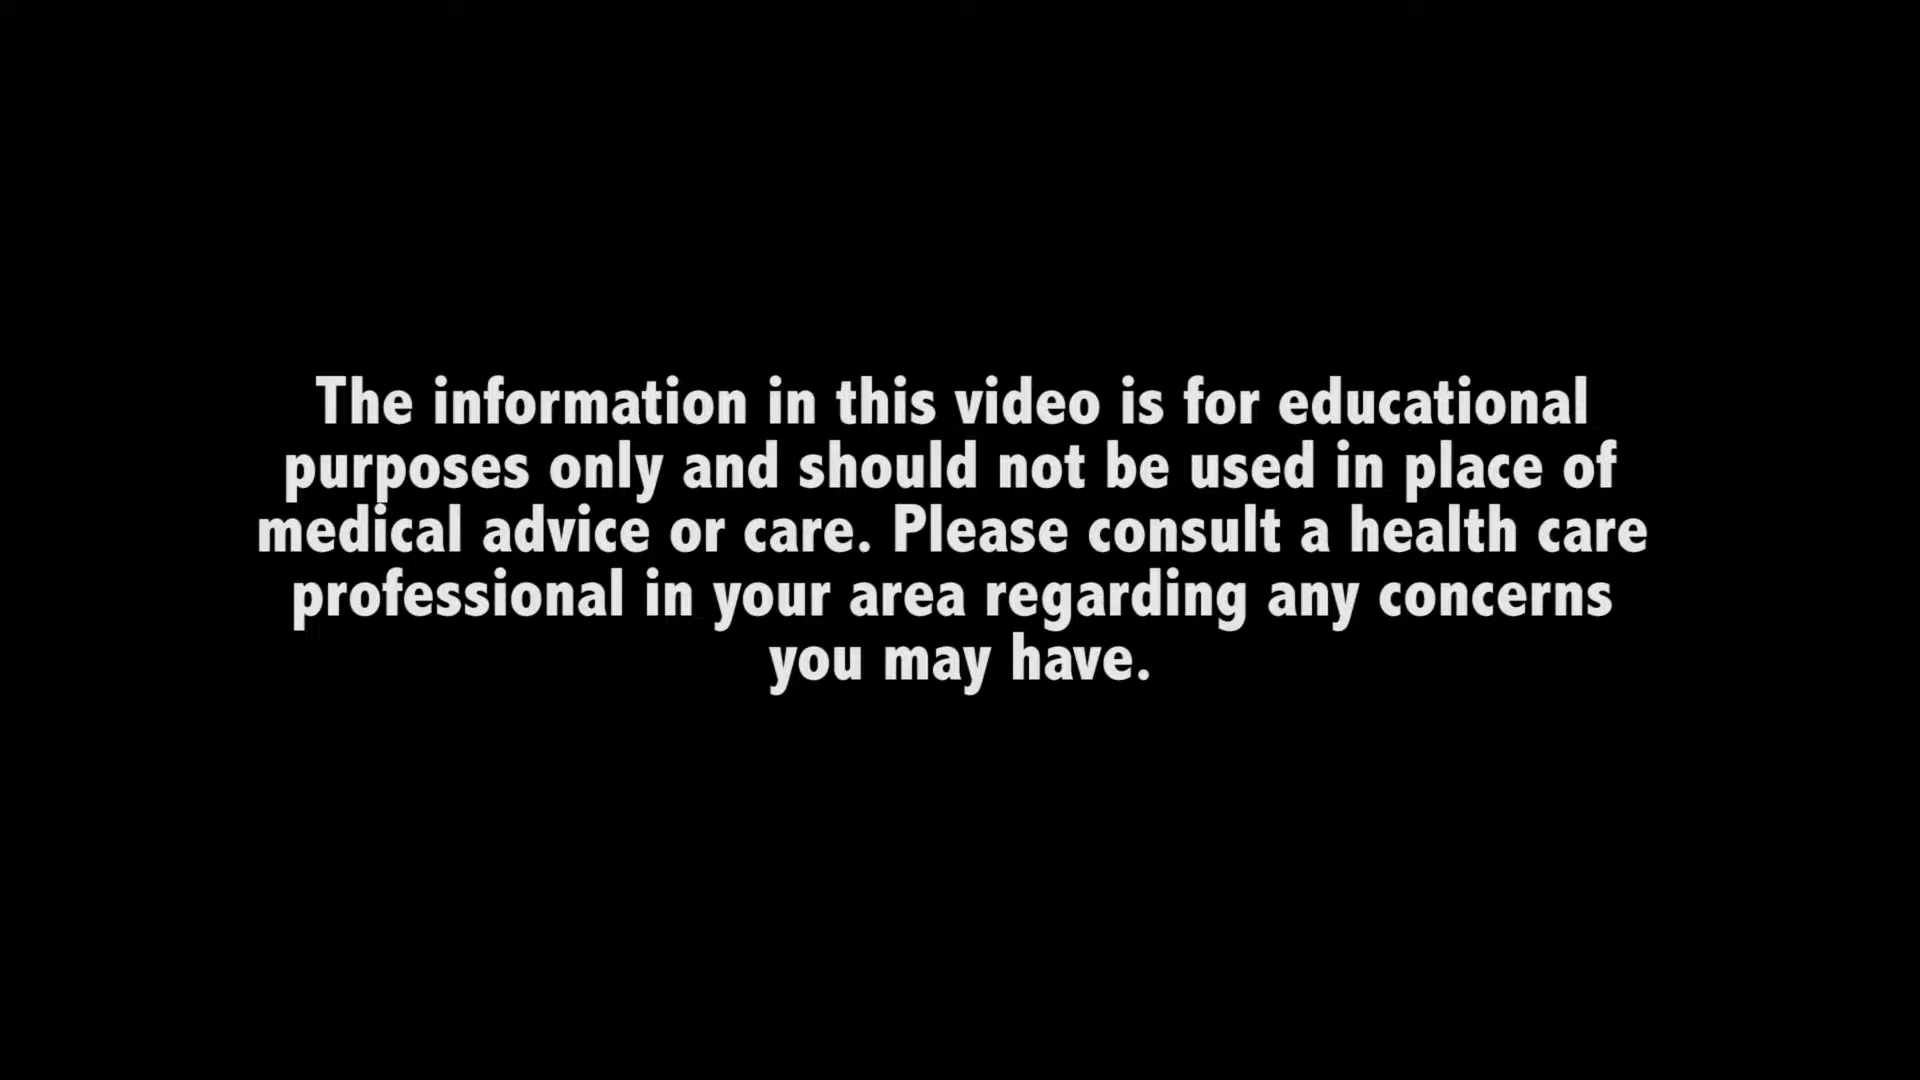 The information in this video is for educational
purposes only and should not be used in place of
medical advice or care. Please consult a health care
professional in your area regarding any concerns
you may have.